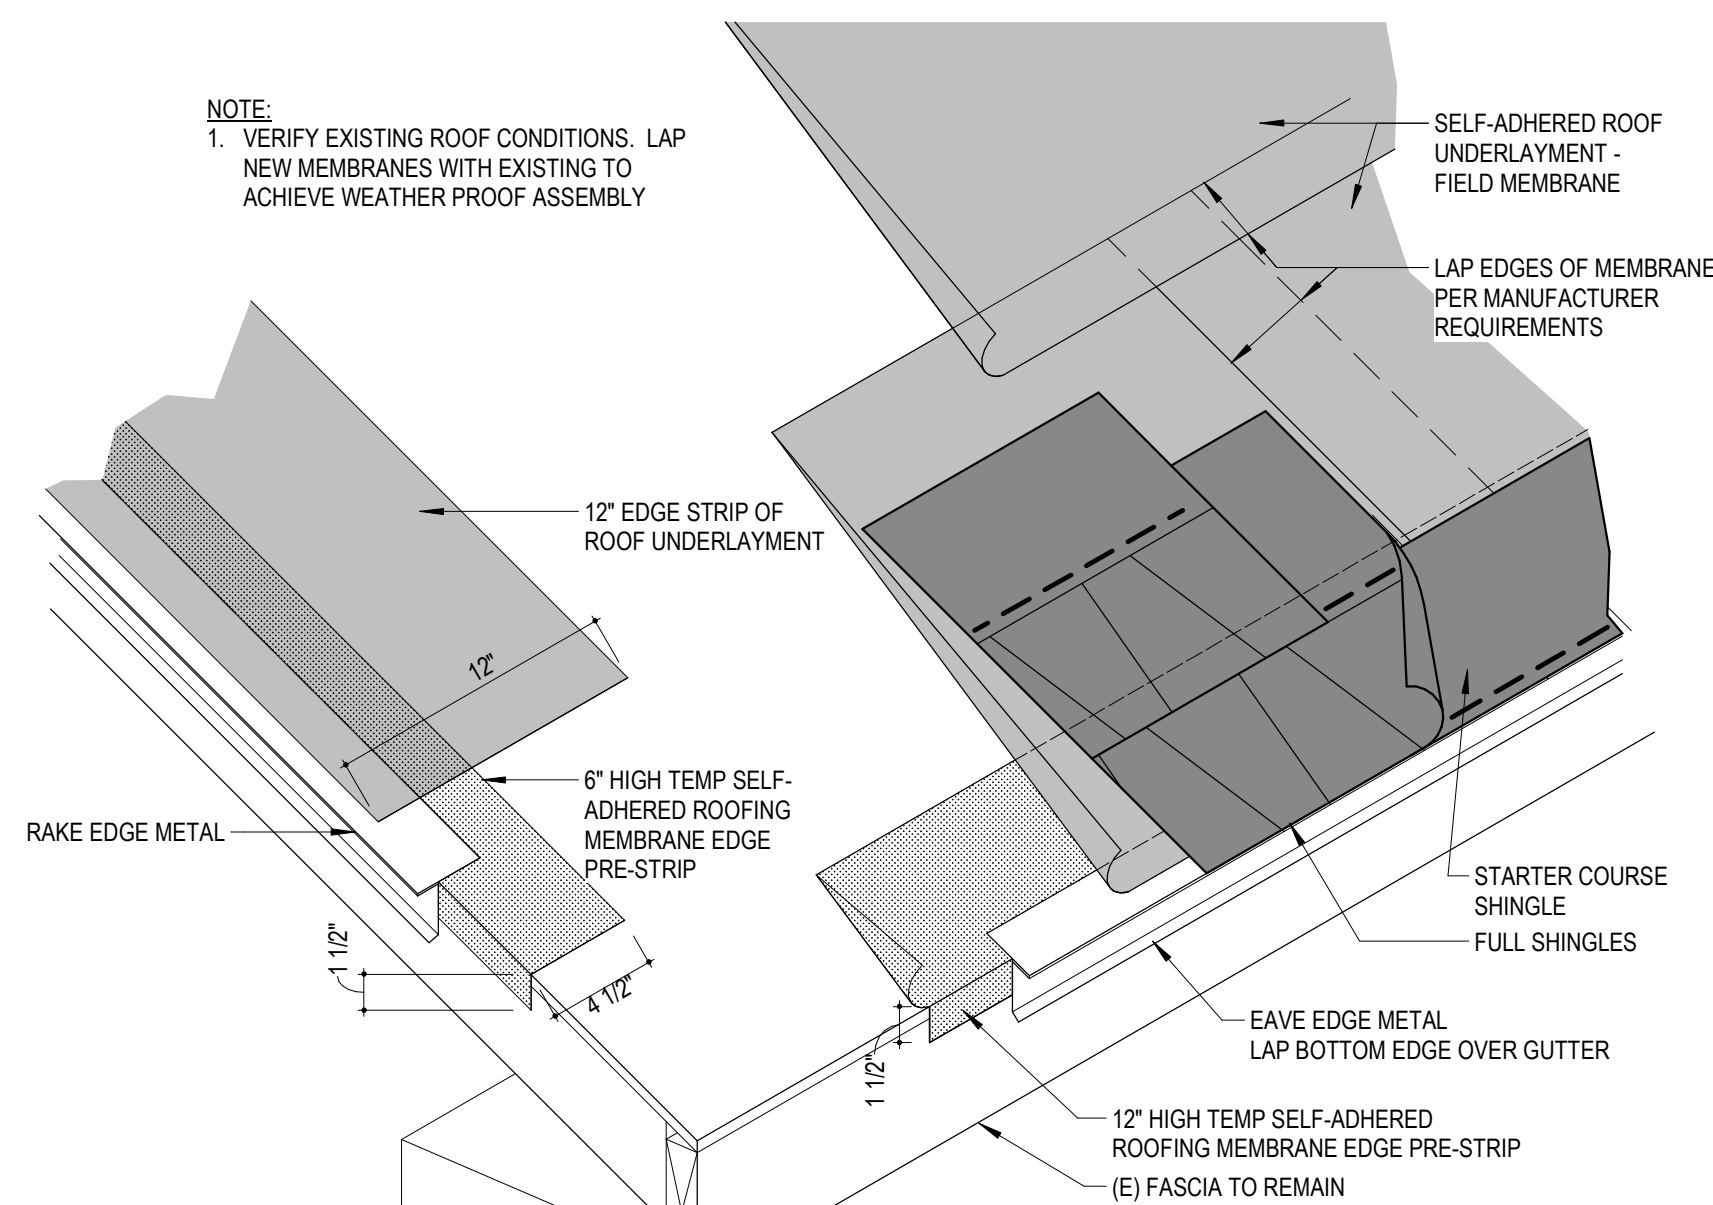 NOTE:
1. VERIFY EXISTING ROOF CONDITIONS. LAP
NEW MEMBRANES WITH EXISTING TO
ACHIEVE WEATHER PROOF ASSEMBLY
SELF-ADHERED ROOF
UNDERLAYMENT -
FIELD MEMBRANE
LAP EDGES OF MEMBRANE
PER MANUFACTURER
REQUIREMENTS
12" EDGE STRIP OF
ROOF UNDERLAYMENT
12"
6" HIGH TEMP SELF-
ADHERED ROOFING
MEMBRANE EDGE
PRE-STRIP
RAKE EDGE METAL
1 1/2"
4 1/2"
1 1/2"
STARTER COURSE
SHINGLE
FULL SHINGLES
EAVE EDGE METAL
LAP BOTTOM EDGE OVER GUTTER
12" HIGH TEMP SELF-ADHERED
ROOFING MEMBRANE EDGE PRE-STRIP
(E) FASCIA TO REMAIN